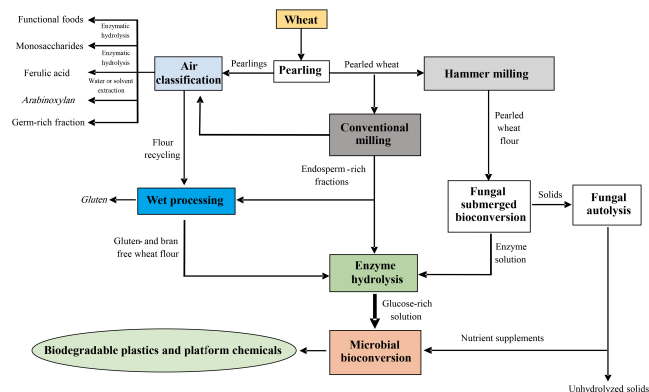 Functional foods
Enzymatic
hydrolysis
Monosaccharides
Enzymatic
hydrolysis
Ferulic acid
Water or solvent
extraction
Arabinoxylan
Germ-rich fraction
Wheat
Pearling
Pearlings
Pearled wheat
Air
classification
Hammer milling
Conventional
milling
Pearled
wheat
flour
Flour
recycling
Endosperm-rich
fractions
Gluten
Wet processing
Fungal
submerged
bioconversion
Solids
Fungal
autolysis
Gluten- and bran
free wheat flour
Enzyme
solution
Enzyme
hydrolysis
Glucose-rich
solution
Biodegradable plastics and platform chemicals
Microbial
bioconversion
Nutrient supplements
Unhydrolyzed solids